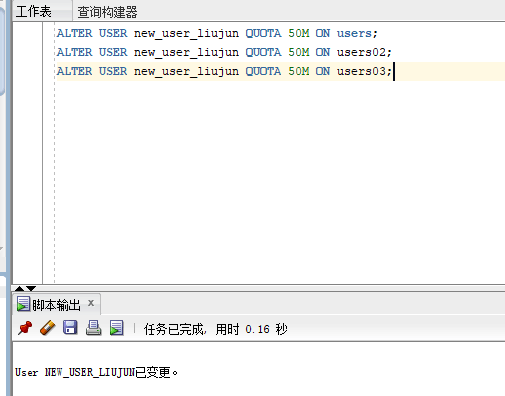 工作表 查询构建器
ALTER USER new_user_liujun QUOTA 50M ON users;
ALTER USER new_user_liujun QUOTA 50M ON users02;
ALTER USER new_user_liujun QUOTA 50M ON users03;
脚本输出 x
任务已完成, 用时 0.16 秒
User NEW_USER_LIUJUN已变更。